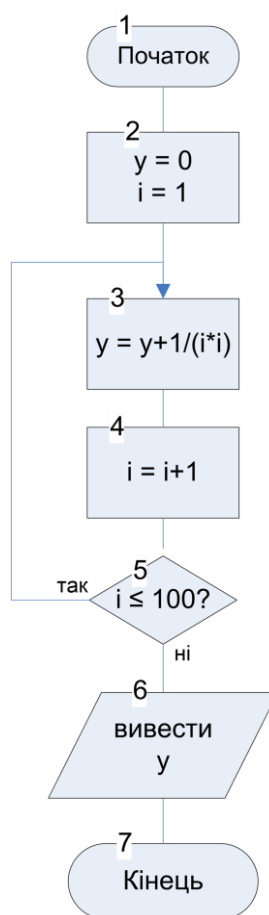 1
Початок
2
y = 0
i = 1
3
y = y+1/(i*i)
4
i = i+1
5
так
i ≤ 100?
ні
6
вивести
y
7
Кінець